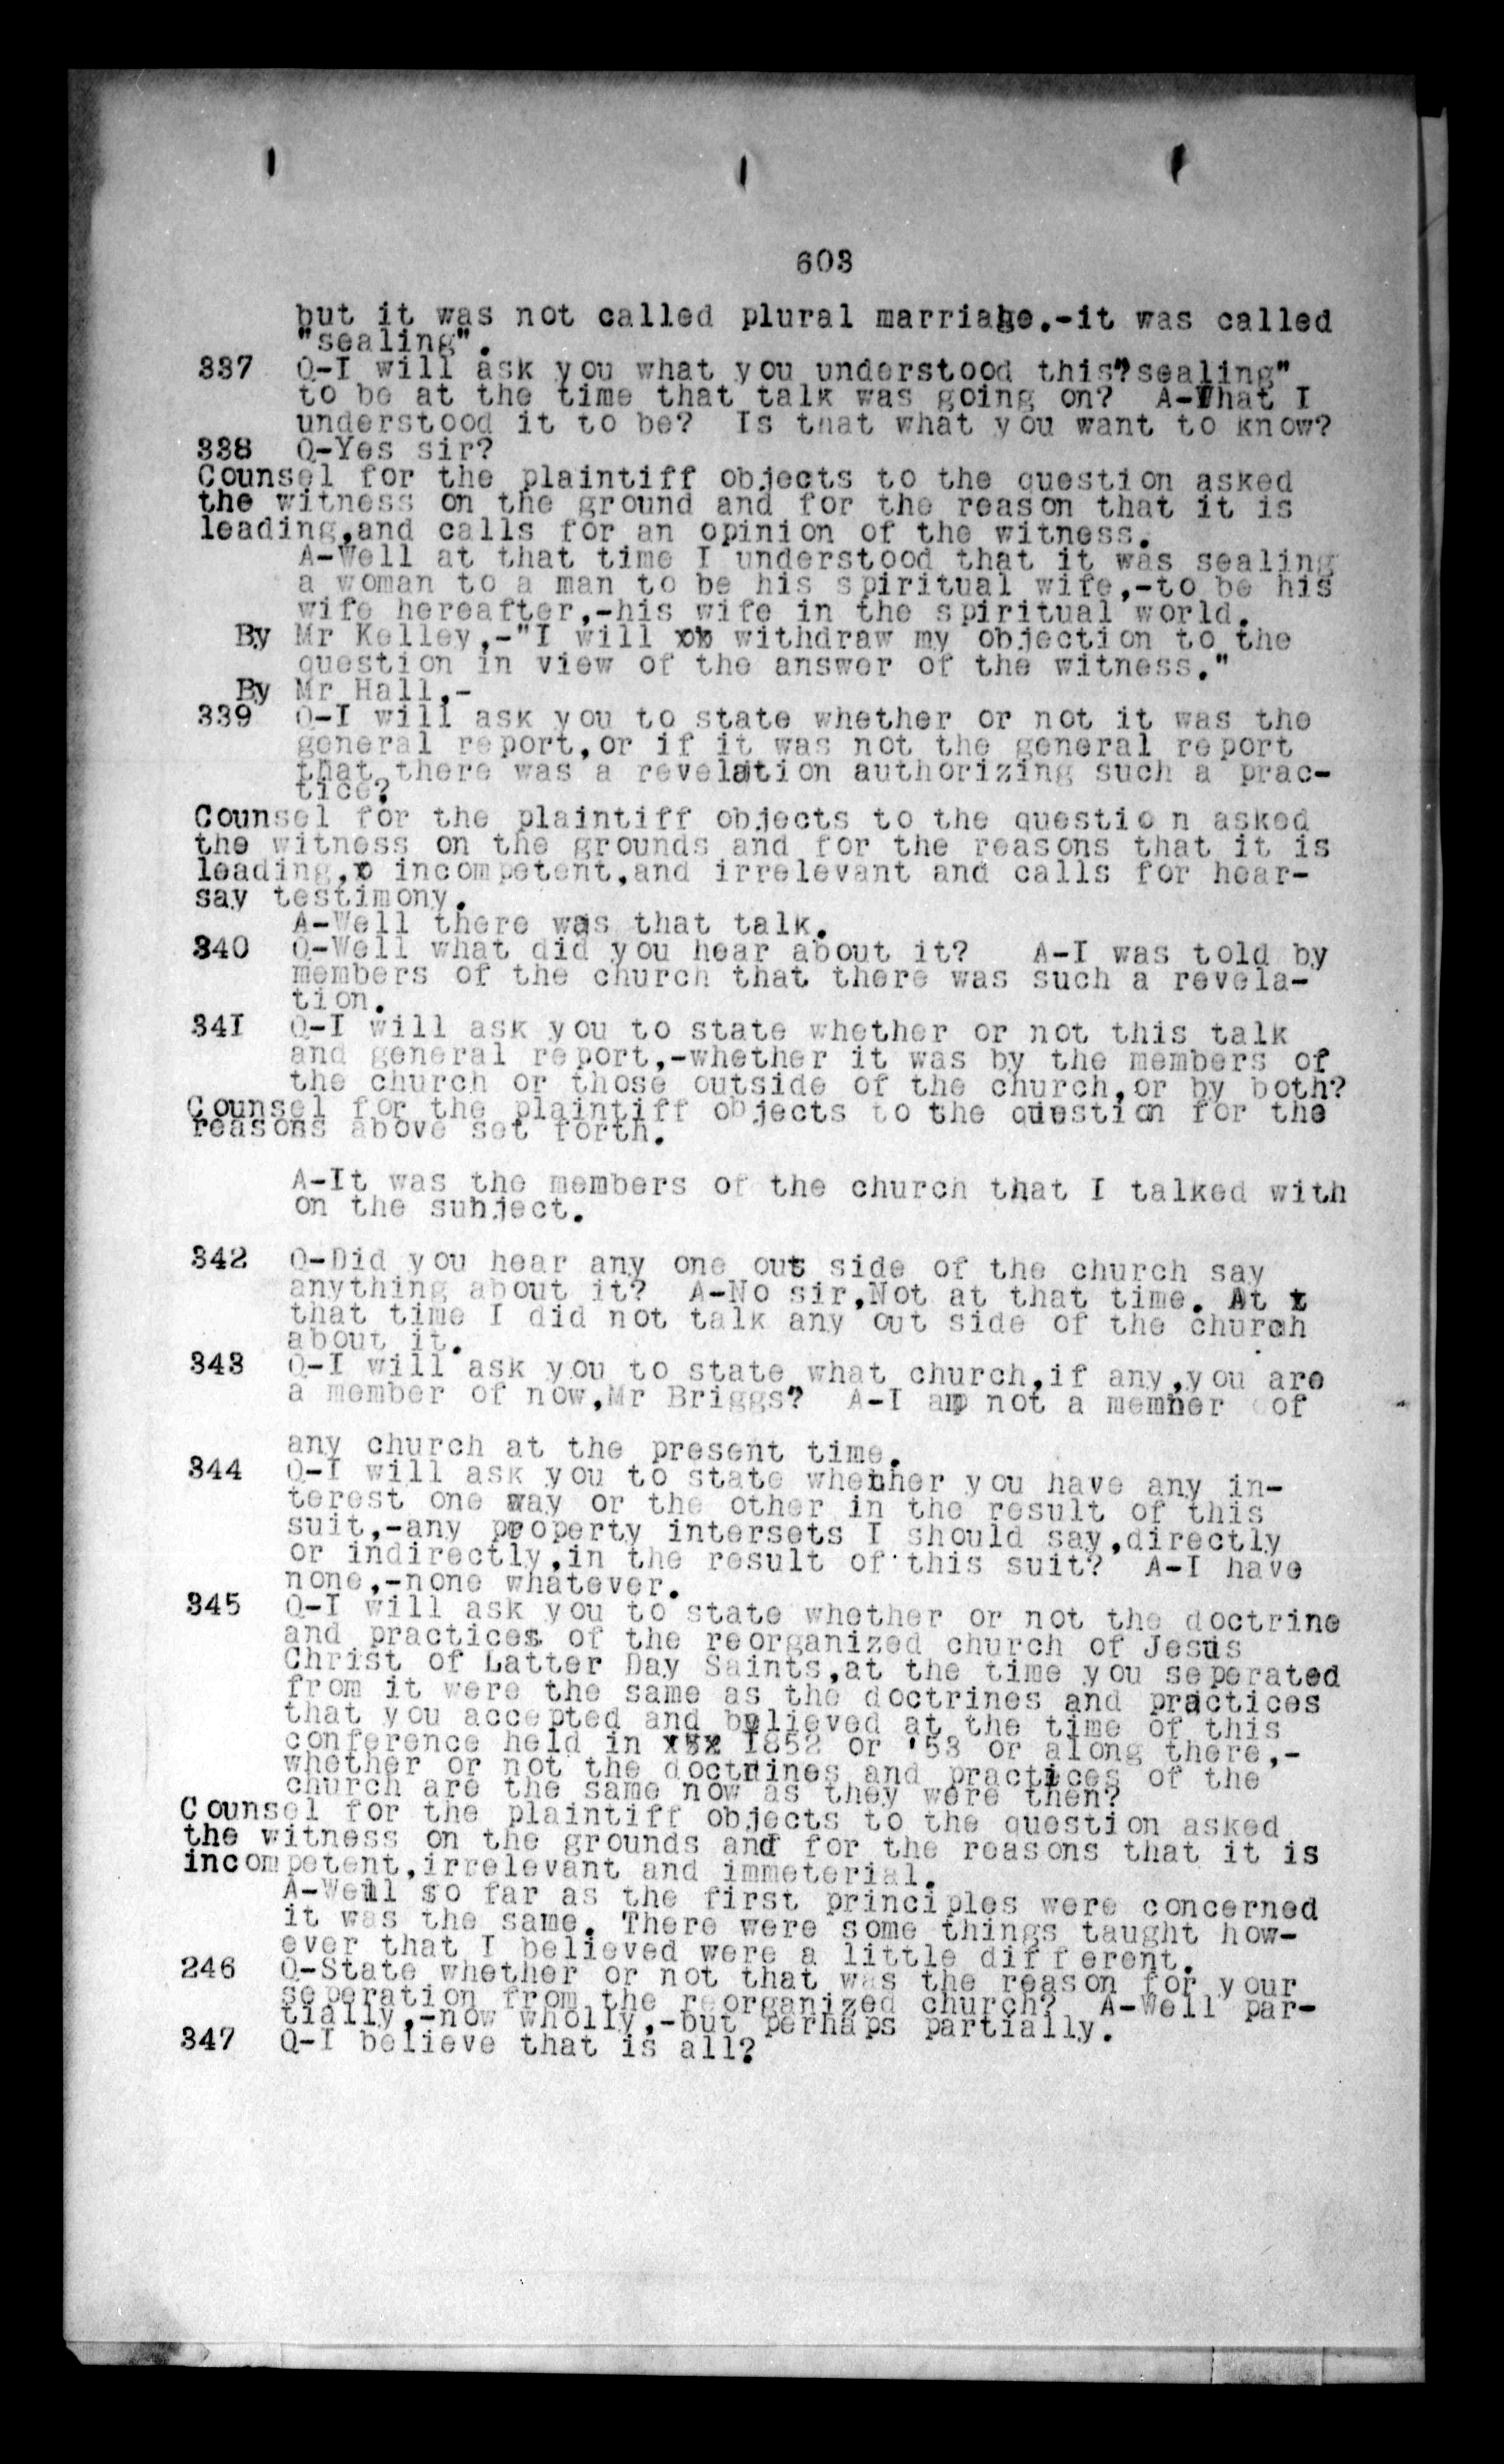 603
but it was not called plural marriage.-it was called
"sealing".
337 Q-I will ask you what you understood this "sealing"
to be at the time that talk was going on? A-What I
understood it to be? Is that what you want to know?
338 Q-Yes sir?
Counsel for the plaintiff objects to the question asked
the witness on the ground and for the reason that it is
leading,and calls for an opinion of the witness.
A-Well at that time I understood that it was sealing
a woman to a man to be his spiritual wife,-to be his
wife hereafter,-his wife in the spiritual world.
By Mr Kelley,-"I will withdraw my objection to the
question in view of the answer of the witness."
By Mr Hall,-
339 Q-I will ask you to state whether or not it was the
general report,or if it was not the general report
that there was a revelation authorizing such a prac-
tice?
Counsel for the plaintiff objects to the question asked
the witness on the grounds and for the reasons that it is
leading, incompetent,and irrelevant and calls for hear-
say testimony.
A-Well there was that talk.
340 Q-Well what did you hear about it? A-I was told by
members of the church that there was such a revela-
tion.
341 Q-I will ask you to state whether or not this talk
and general report,-whether it was by the members of
the church or those outside of the church,or by both?
Counsel for the plaintiff objects to the question for the
reasons above set forth.
A-It was the members of the church that I talked with
on the subject.
342 Q-Did you hear any one out side of the church say
anything about it? A-No sir,Not at that time. At
that time I did not talk any out side of the church
about it.
343 Q-I will ask you to state what church,if any,you are
a member of now,Mr Briggs? A-I am not a member of
any church at the present time.
344 Q-I will ask you to state whether you have any in-
terest one way or the other in the result of this
suit,-any property intersets I should say,directly
or indirectly,in the result of this suit? A-I have
none,-none whatever.
345 Q-I will ask you to state whether or not the doctrine
and practices of the reorganized church of Jesus
Christ of Latter Day Saints,at the time you seperated
from it were the same as the doctrines and practices
that you accepted and believed at the time of this
conference held in 1852 or '53 or along there,-
whether or not the doctrines and practices of the
church are the same now as they were then?
Counsel for the plaintiff objects to the question asked
the witness on the grounds and for the reasons that it is
incompetent,irrelevant and immeterial.
A-Well so far as the first principles were concerned
it was the same. There were some things taught how-
ever that I believed were a little different.
246 Q-State whether or not that was the reason for your
seperation from the reorganized church? A-Well par-
tially,-now wholly,-but perhaps partially.
347 Q-I believe that is all?